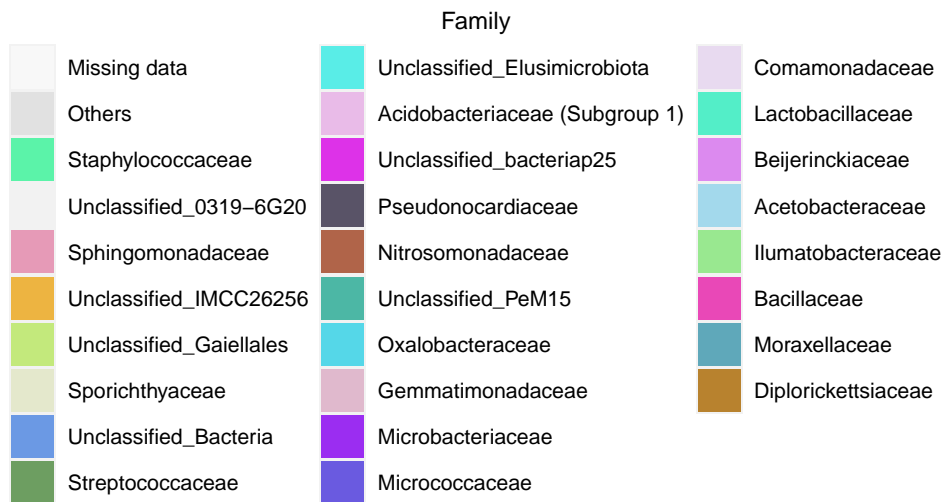 Family
Missing data
Others
Staphylococcaceae
Unclassified_0319−6G20
Sphingomonadaceae
Unclassified_IMCC26256
Unclassified_Gaiellales
Sporichthyaceae
Unclassified_Bacteria
Streptococcaceae
Unclassified_Elusimicrobiota
Acidobacteriaceae (Subgroup 1)
Unclassified_bacteriap25
Pseudonocardiaceae
Nitrosomonadaceae
Unclassified_PeM15
Oxalobacteraceae
Gemmatimonadaceae
Microbacteriaceae
Micrococcaceae
Comamonadaceae
Lactobacillaceae
Beijerinckiaceae
Acetobacteraceae
Ilumatobacteraceae
Bacillaceae
Moraxellaceae
Diplorickettsiaceae